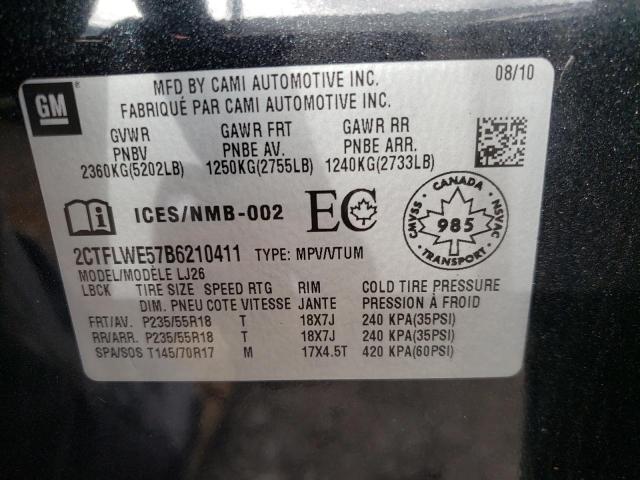 GM
MFD BY CAMI AUTOMOTIVE INC.
FABRIQUÉ PAR CAMI AUTOMOTIVE INC.
08/10
GVWR GAWR FRT GAWR RR
PNBV PNBE AV. PNBE ARR.
2360KG(5202LB) 1250KG(2755LB) 1240KG(2733LB)
i ICES/NMB-002 EC
CANADA
CMVSS NSVAC
985
TRANSPORT
2CTFLWE57B6210411 TYPE: MPV/VTUM
MODEL/MODÈLE LJ26
LBCK TIRE SIZE SPEED RTG RIM COLD TIRE PRESSURE
DIM. PNEU COTE VITESSE JANTE PRESSION À FROID
FRT/AV. P235/55R18 T 18X7J 240 KPA(35PSI)
RR/ARR. P235/55R18 T 18X7J 240 KPA(35PSI)
SPA/SOS T145/70R17 M 17X4.5T 420 KPA(60PSI)